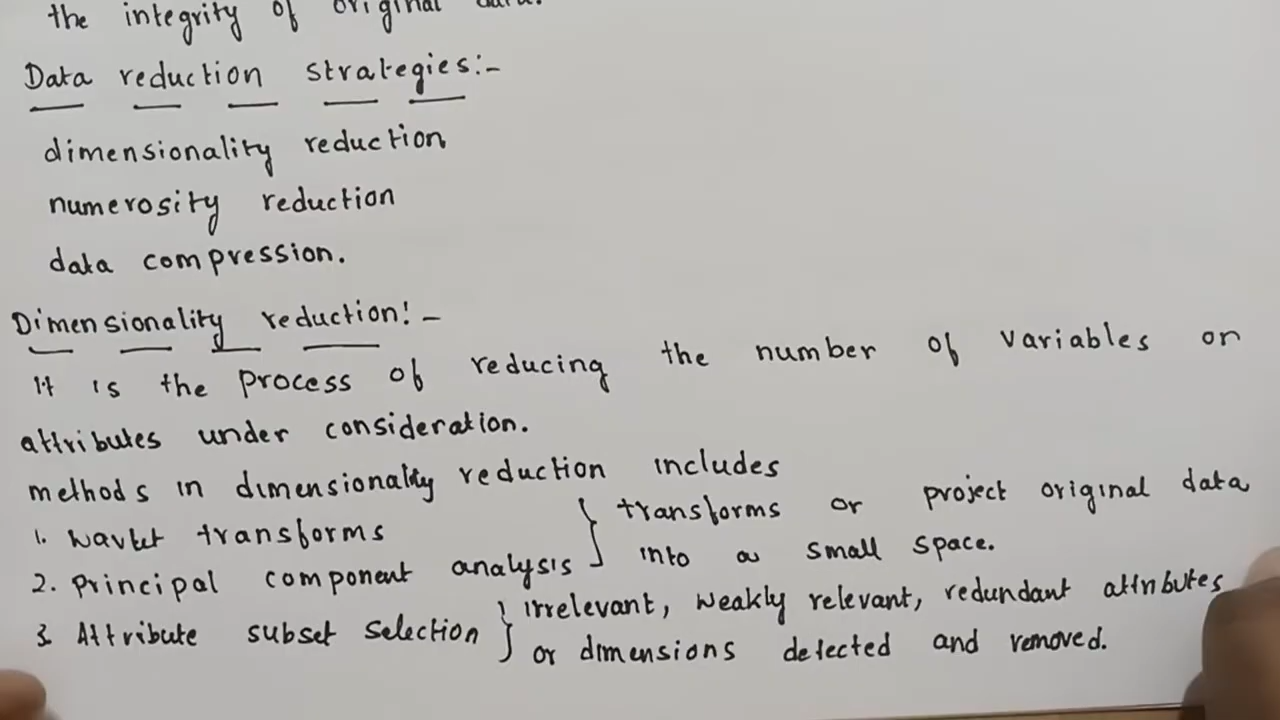 the integrity of original data.
Data reduction strategies:-
dimensionality reduction
numerosity reduction
data compression.
Dimensionality reduction:-
It is the process of reducing the number of variables or
attributes under consideration.
methods in dimensionality reduction includes
1. wavlet transforms } transforms or project original data
2. Principal component analysis } into a small space.
3. Attribute subset selection } irrelevant, weakly relevant, redundant attributes
or dimensions detected and removed.